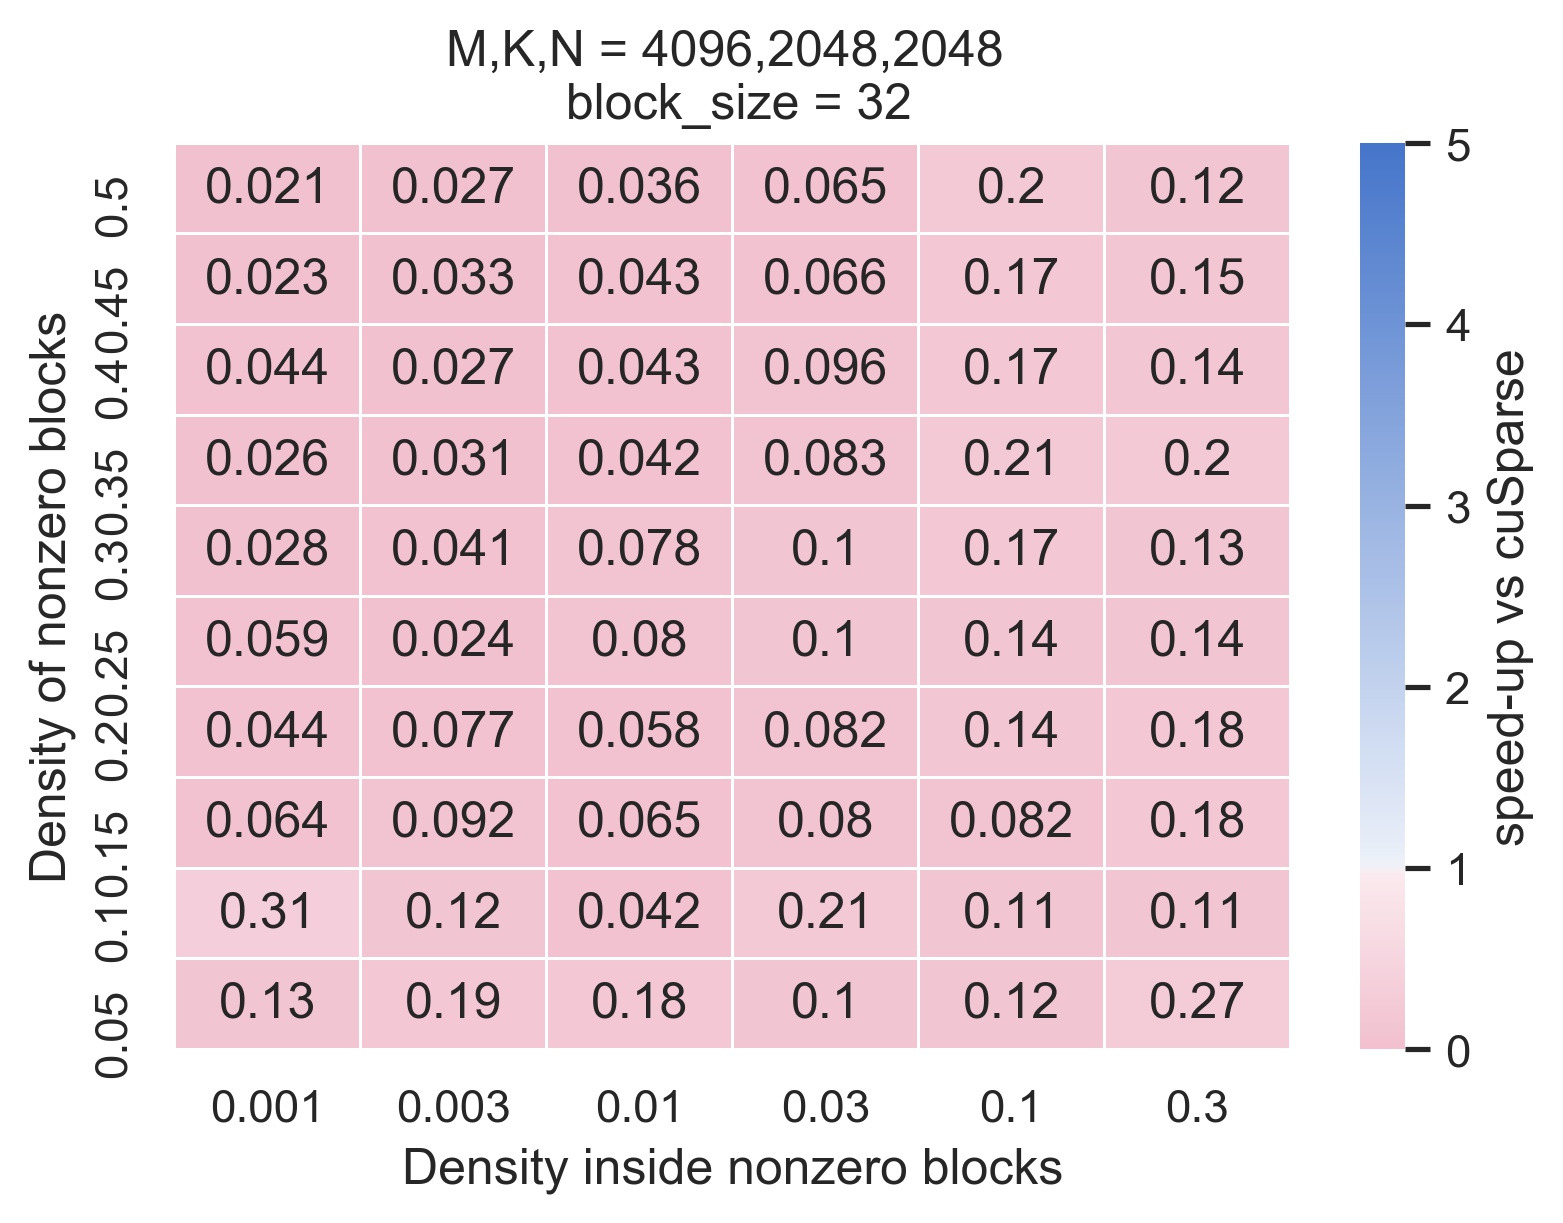 M,K,N = 4096,2048,2048
block_size = 32
Density of nonzero blocks
0.5 0.021 0.027 0.036 0.065 0.2 0.12
0.45 0.023 0.033 0.043 0.066 0.17 0.15
0.4 0.044 0.027 0.043 0.096 0.17 0.14
0.35 0.026 0.031 0.042 0.083 0.21 0.2
0.3 0.028 0.041 0.078 0.1 0.17 0.13
0.25 0.059 0.024 0.08 0.1 0.14 0.14
0.2 0.044 0.077 0.058 0.082 0.14 0.18
0.15 0.064 0.092 0.065 0.08 0.082 0.18
0.1 0.31 0.12 0.042 0.21 0.11 0.11
0.05 0.13 0.19 0.18 0.1 0.12 0.27
0.001 0.003 0.01 0.03 0.1 0.3
Density inside nonzero blocks
5
4
3
2
1
0
speed-up vs cuSparse